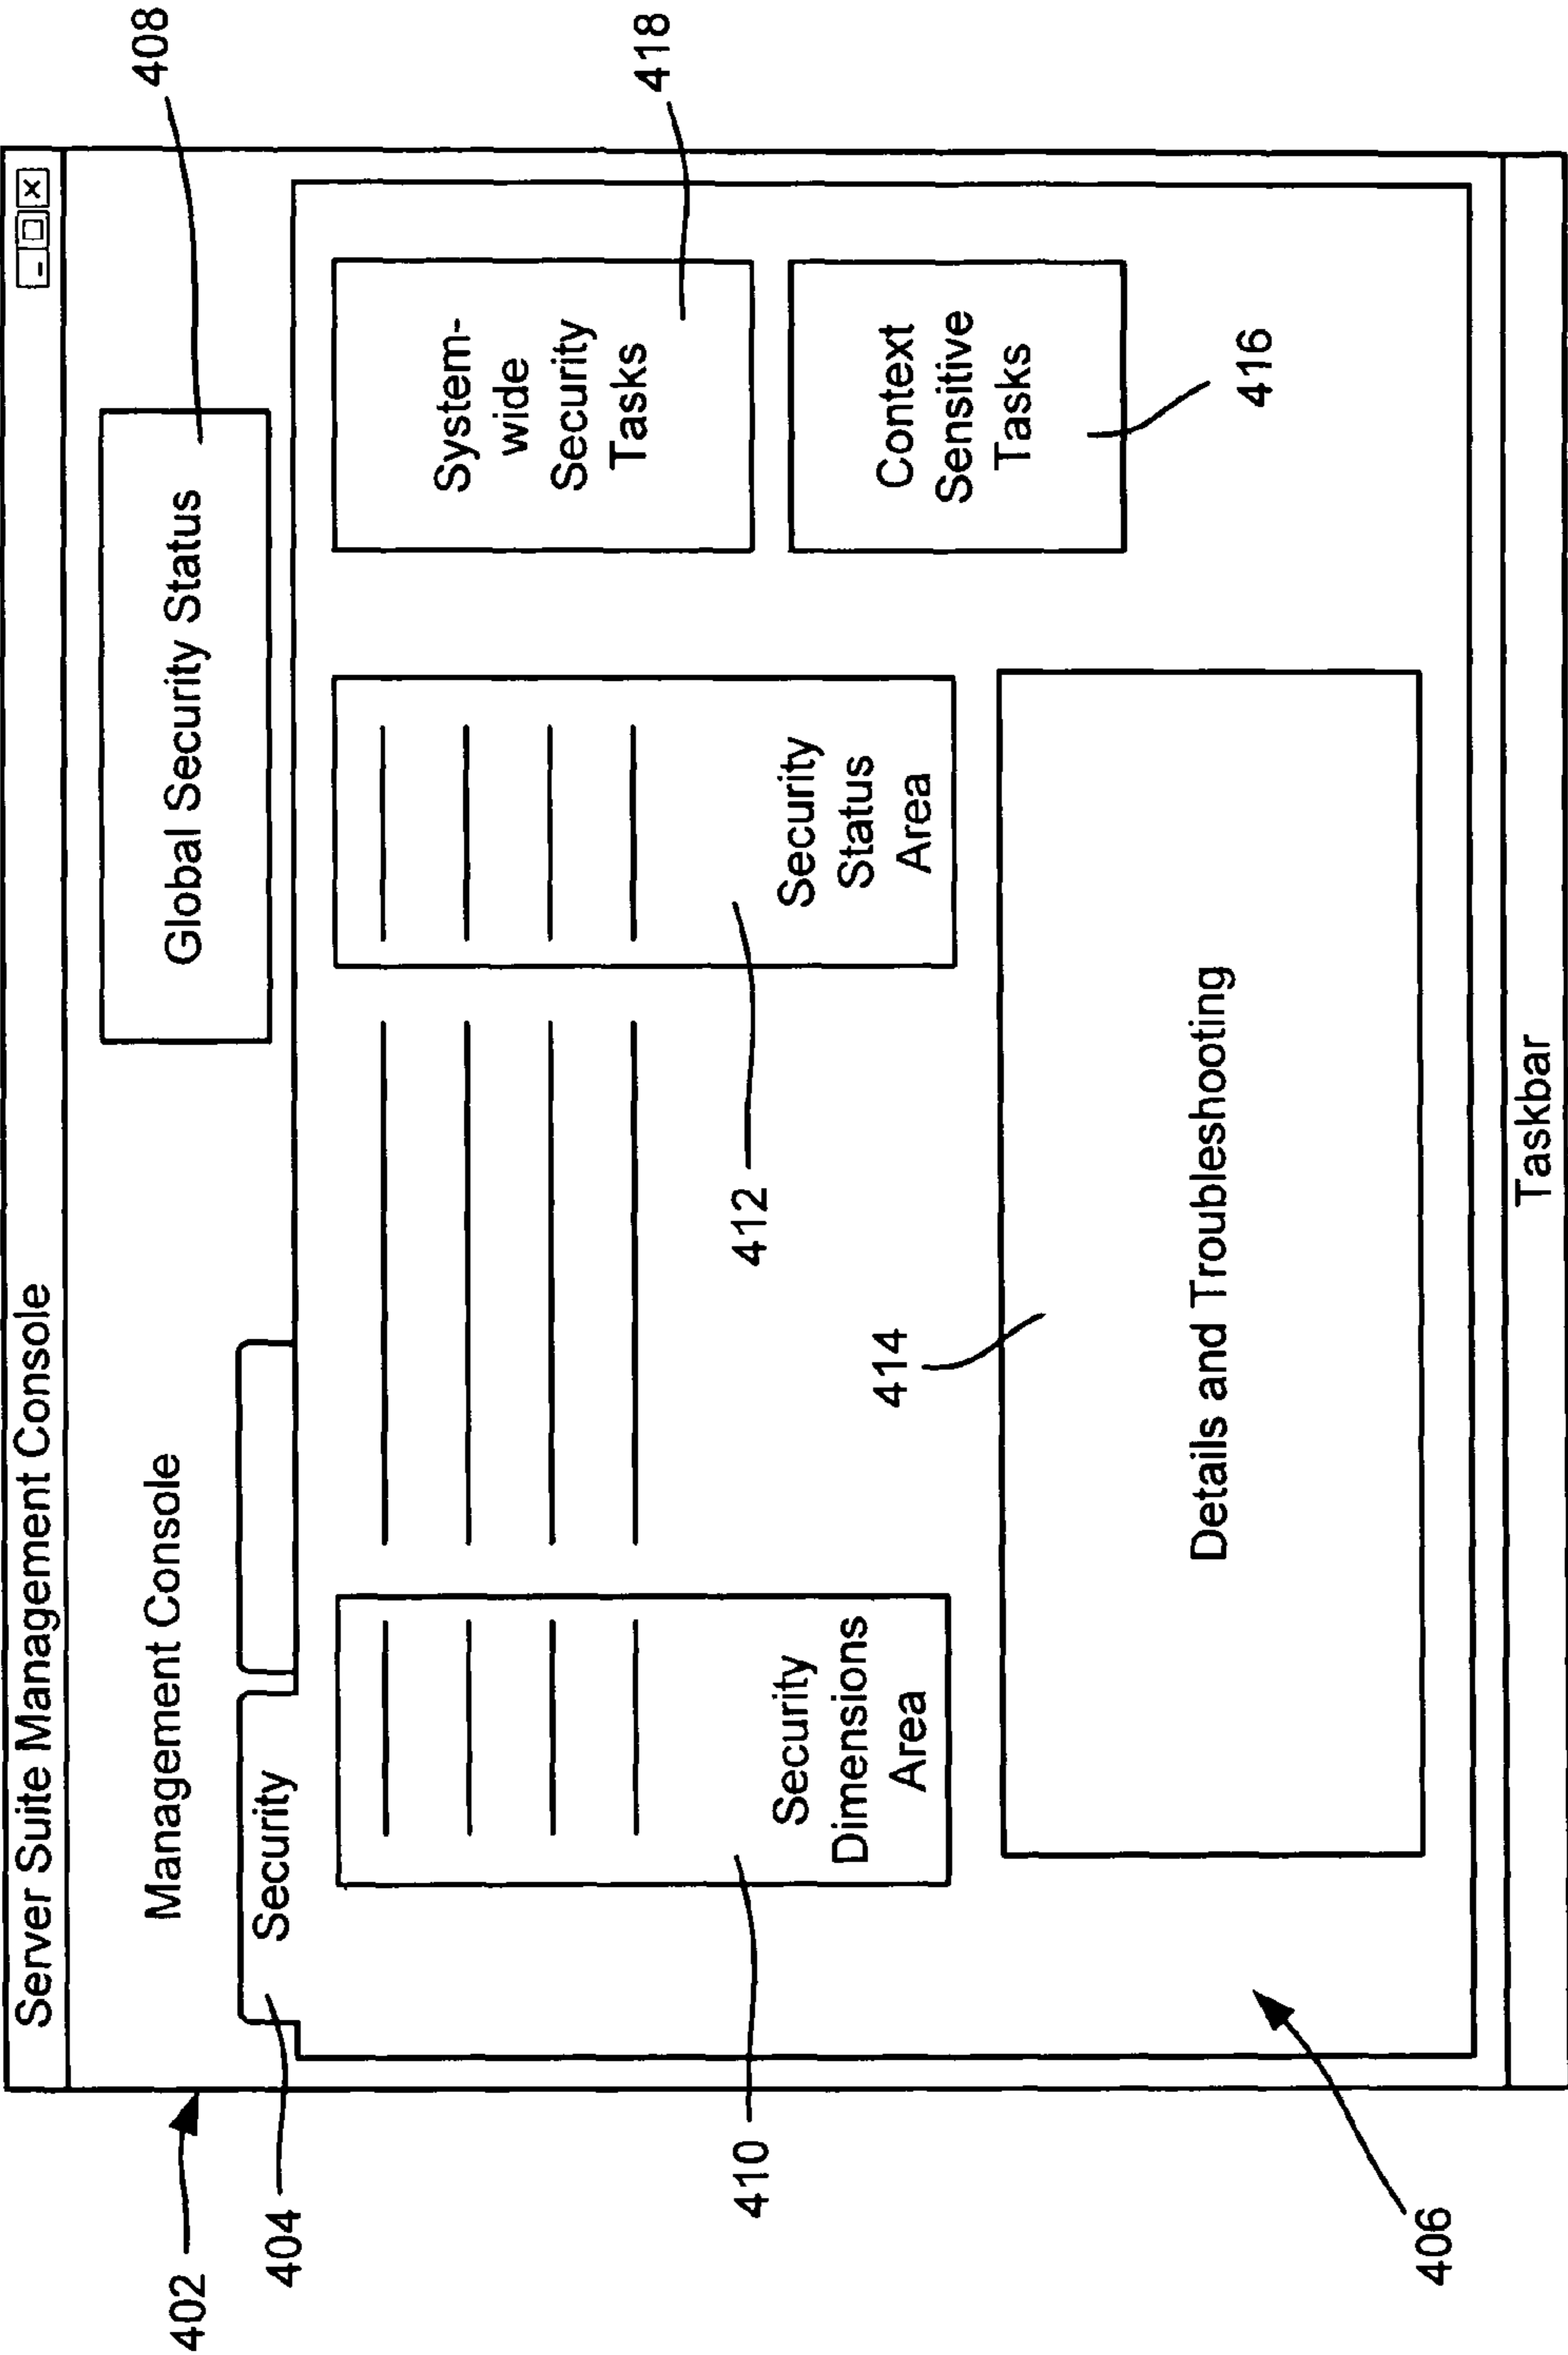 Server Suite Management Console
402
Management Console
Global Security Status
408
404
Security
System-
wide
Security
Tasks
418
410
Security
Dimensions
Area
412
Security
Status
Area
Context
Sensitive
Tasks
416
414
Details and Troubleshooting
406
Taskbar